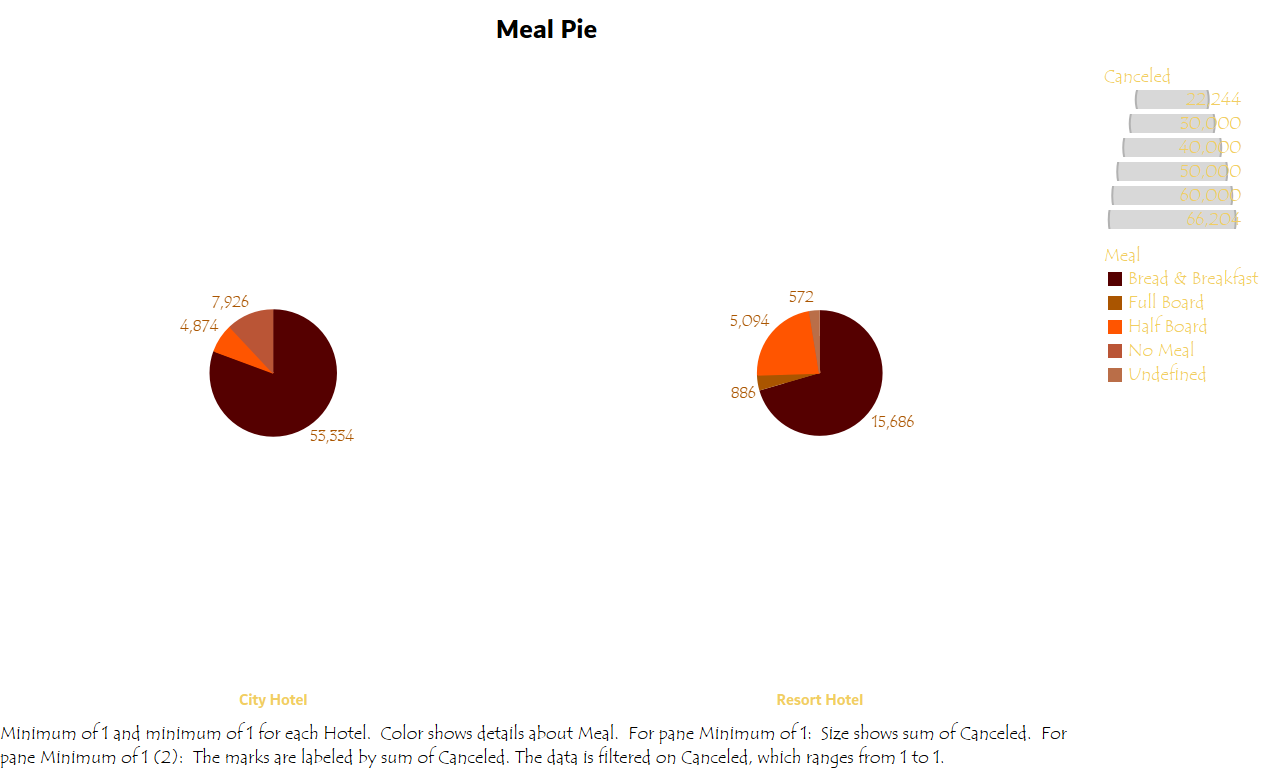 Meal Pie
Canceled
22,244
30,000
40,000
50,000
60,000
66,204
Meal
Bread & Breakfast
Full Board
Half Board
No Meal
Undefined
7,926
4,874
53,334
572
5,094
886
15,686
City Hotel
Resort Hotel
Minimum of 1 and minimum of 1 for each Hotel.  Color shows details about Meal.  For pane Minimum of 1:  Size shows sum of Canceled.  For
pane Minimum of 1 (2):  The marks are labeled by sum of Canceled. The data is filtered on Canceled, which ranges from 1 to 1.